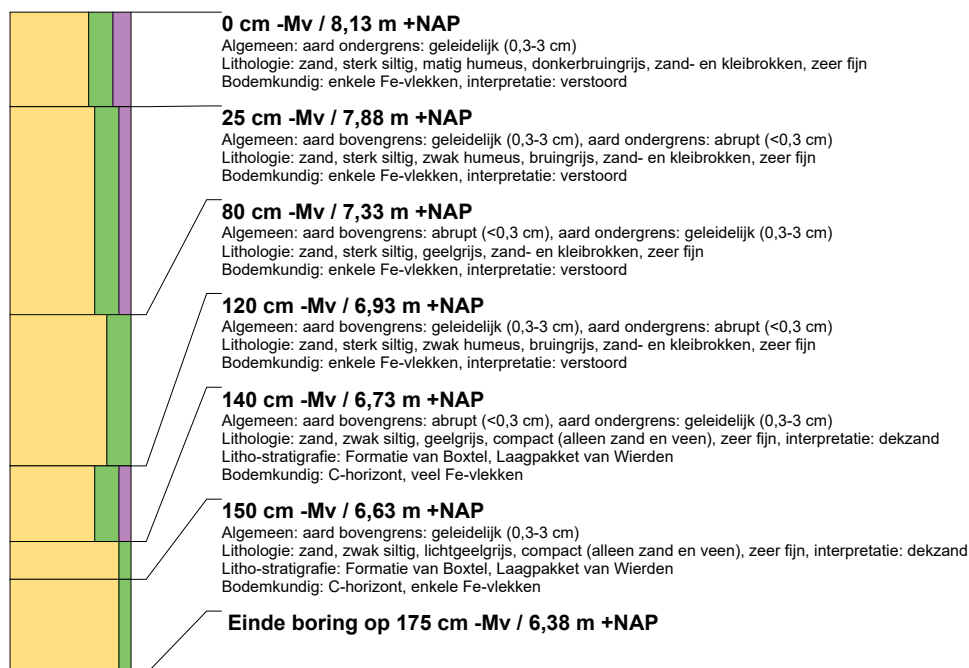 0 cm -Mv / 8,13 m +NAP
Algemeen: aard ondergrens: geleidelijk (0,3-3 cm)
Lithologie: zand, sterk siltig, matig humeus, donkerbruingrijs, zand- en kleibrokken, zeer fijn
Bodemkundig: enkele Fe-vlekken, interpretatie: verstoord
25 cm -Mv / 7,88 m +NAP
Algemeen: aard bovengrens: geleidelijk (0,3-3 cm), aard ondergrens: abrupt (<0,3 cm)
Lithologie: zand, sterk siltig, zwak humeus, bruingrijs, zand- en kleibrokken, zeer fijn
Bodemkundig: enkele Fe-vlekken, interpretatie: verstoord
80 cm -Mv / 7,33 m +NAP
Algemeen: aard bovengrens: abrupt (<0,3 cm), aard ondergrens: geleidelijk (0,3-3 cm)
Lithologie: zand, sterk siltig, geelgrijs, zand- en kleibrokken, zeer fijn
Bodemkundig: enkele Fe-vlekken, interpretatie: verstoord
120 cm -Mv / 6,93 m +NAP
Algemeen: aard bovengrens: geleidelijk (0,3-3 cm), aard ondergrens: abrupt (<0,3 cm)
Lithologie: zand, sterk siltig, zwak humeus, bruingrijs, zand- en kleibrokken, zeer fijn
Bodemkundig: enkele Fe-vlekken, interpretatie: verstoord
140 cm -Mv / 6,73 m +NAP
Algemeen: aard bovengrens: abrupt (<0,3 cm), aard ondergrens: geleidelijk (0,3-3 cm)
Lithologie: zand, zwak siltig, geelgrijs, compact (alleen zand en veen), zeer fijn, interpretatie: dekzand
Litho-stratigrafie: Formatie van Boxtel, Laagpakket van Wierden
Bodemkundig: C-horizont, veel Fe-vlekken
150 cm -Mv / 6,63 m +NAP
Algemeen: aard bovengrens: geleidelijk (0,3-3 cm)
Lithologie: zand, zwak siltig, lichtgeelgrijs, compact (alleen zand en veen), zeer fijn, interpretatie: dekzand
Litho-stratigrafie: Formatie van Boxtel, Laagpakket van Wierden
Bodemkundig: C-horizont, enkele Fe-vlekken
Einde boring op 175 cm -Mv / 6,38 m +NAP